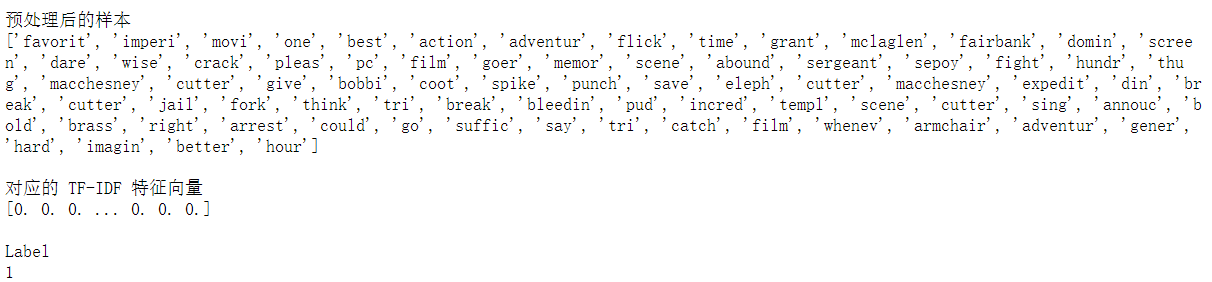 预处理后的样本
['favorit', 'imperi', 'movi', 'one', 'best', 'action', 'adventur', 'flick', 'time', 'grant', 'mclaglen', 'fairbank', 'domin', 'scree
n', 'dare', 'wise', 'crack', 'pleas', 'pc', 'film', 'goer', 'memor', 'scene', 'abound', 'sergeant', 'sepoy', 'fight', 'hundr', 'thu
g', 'macchesney', 'cutter', 'give', 'bobbi', 'coot', 'spike', 'punch', 'save', 'eleph', 'cutter', 'macchesney', 'expedit', 'din', 'br
eak', 'cutter', 'jail', 'fork', 'think', 'tri', 'break', 'bleedin', 'pud', 'incred', 'templ', 'scene', 'cutter', 'sing', 'annouc', 'b
old', 'brass', 'right', 'arrest', 'could', 'go', 'suffic', 'say', 'tri', 'catch', 'film', 'whenev', 'armchair', 'adventur', 'gener',
'hard', 'imagin', 'better', 'hour']
对应的 TF-IDF 特征向量
[0. 0. 0. ... 0. 0. 0.]
Label
1